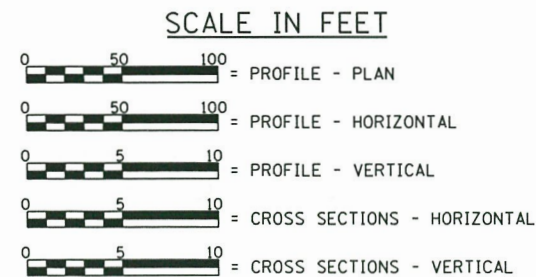 SCALE IN FEET
0 50 100 = PROFILE - PLAN
0 50 100 = PROFILE - HORIZONTAL
0 5 10 = PROFILE - VERTICAL
0 5 10 = CROSS SECTIONS - HORIZONTAL
0 5 10 = CROSS SECTIONS - VERTICAL